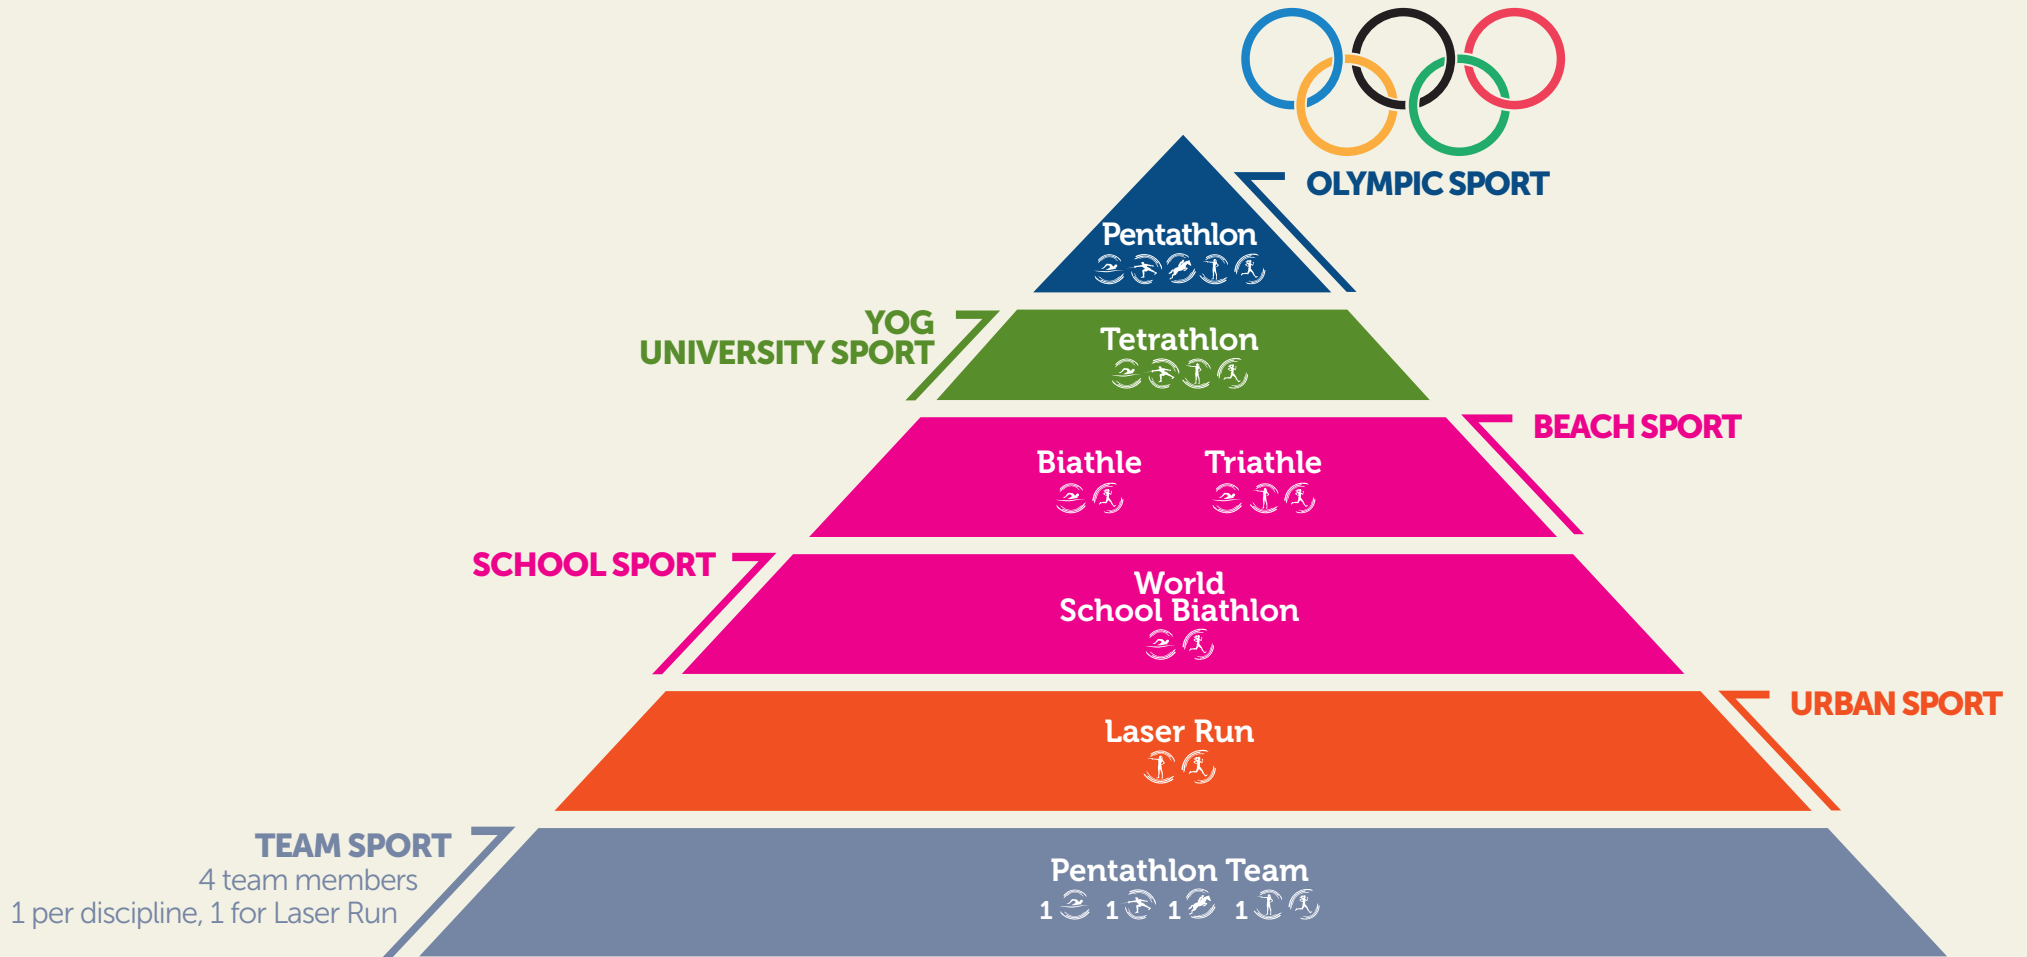 OLYMPIC SPORT
Pentathlon
YOG
UNIVERSITY SPORT
Tetrathlon
BEACH SPORT
Biathle
Triathle
SCHOOL SPORT
World
School Biathlon
URBAN SPORT
Laser Run
TEAM SPORT
4 team members
1 per discipline, 1 for Laser Run
Pentathlon Team
1 1 1 1